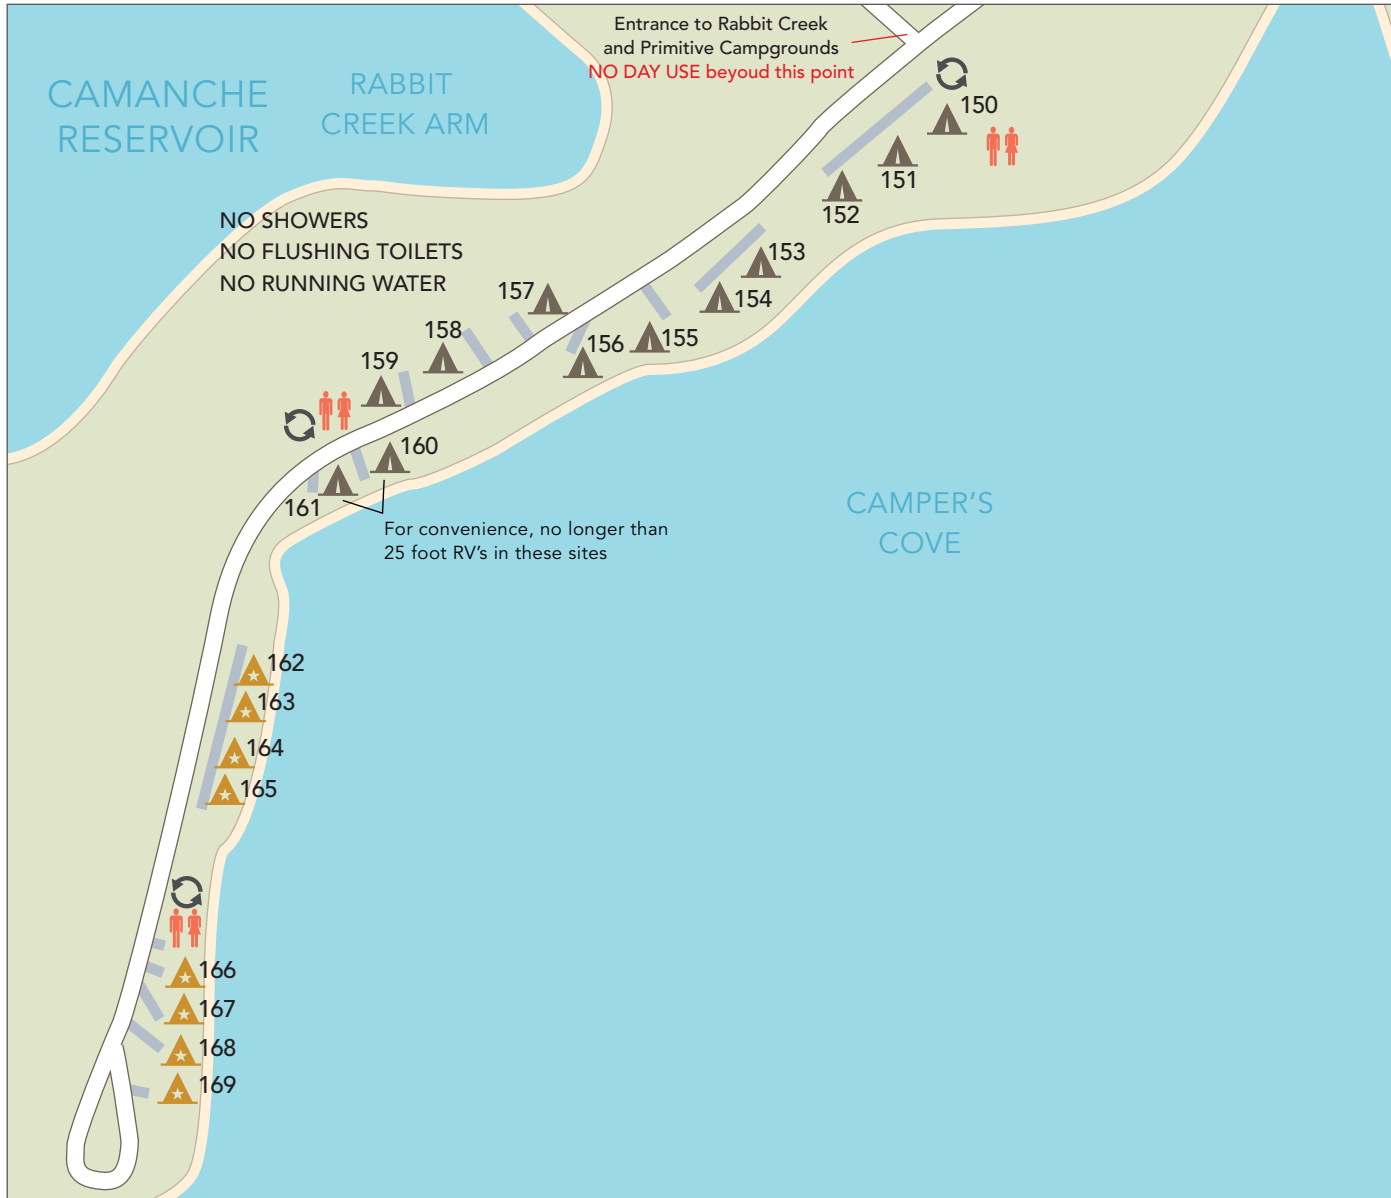 Entrance to Rabbit Creek
and Primitive Campgrounds
NO DAY USE beyoud this point
CAMANCHE
RESERVOIR
RABBIT
CREEK ARM
150
151
152
NO SHOWERS
NO FLUSHING TOILETS
NO RUNNING WATER
153
154
157
155
156
158
159
160
161
For convenience, no longer than
25 foot RV's in these sites
CAMPER'S
COVE
162
163
164
165
166
167
168
169